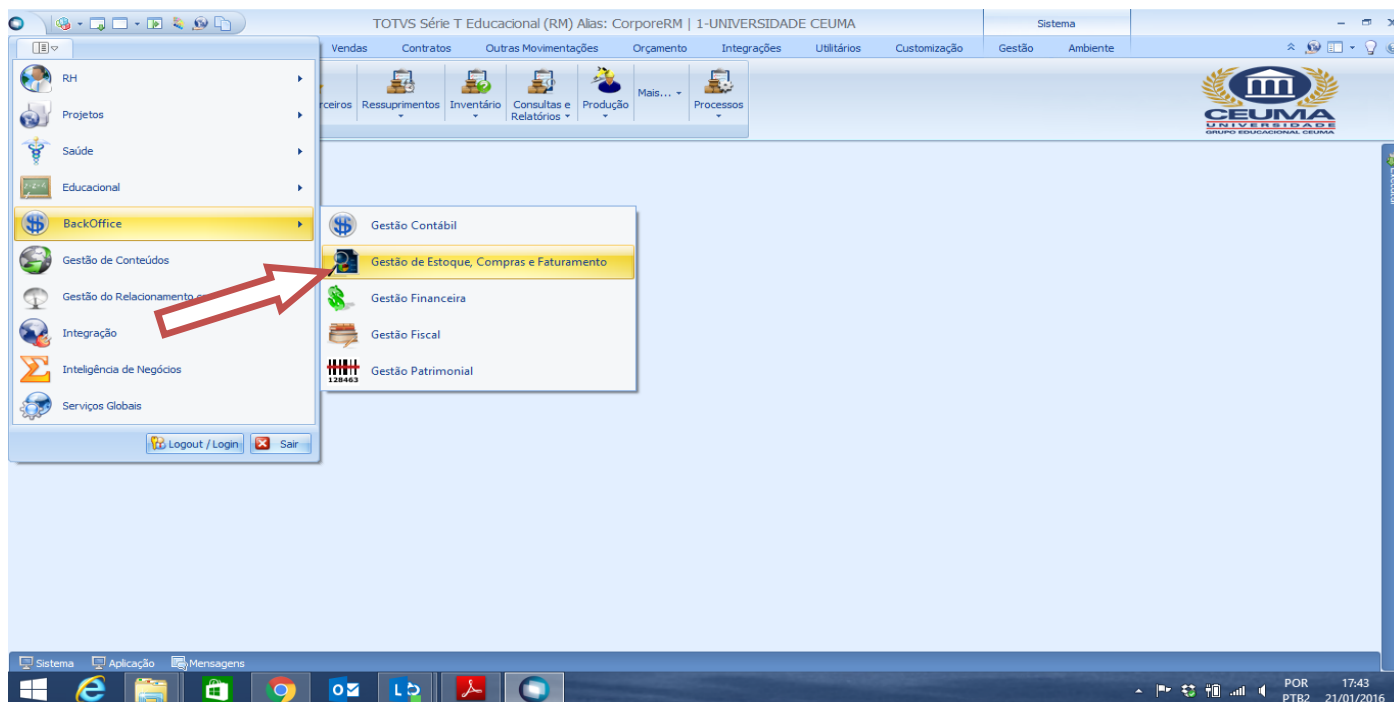 TOTVS Série T Educacional (RM) Alias: CorporeRM | 1-UNIVERSIDADE CEUMA
Sistema
Vendas Contratos Outras Movimentações Orçamento Integrações Utilitários Customização Gestão Ambiente
rceiros Ressuprimentos Inventário Consultas e Relatórios Produção Mais... Processos
CEUMA
UNIVERSIDADE
GRUPO EDUCACIONAL CEUMA
Executar
RH
Projetos
Saúde
Educacional
BackOffice
Gestão de Conteúdos
Gestão do Relacionamento
Integração
Inteligência de Negócios
Serviços Globais
Logout / Login Sair
Gestão Contábil
Gestão de Estoque, Compras e Faturamento
Gestão Financeira
Gestão Fiscal
128463
Gestão Patrimonial
Sistema Aplicação Mensagens
POR 17:43
PTB2 21/01/2016